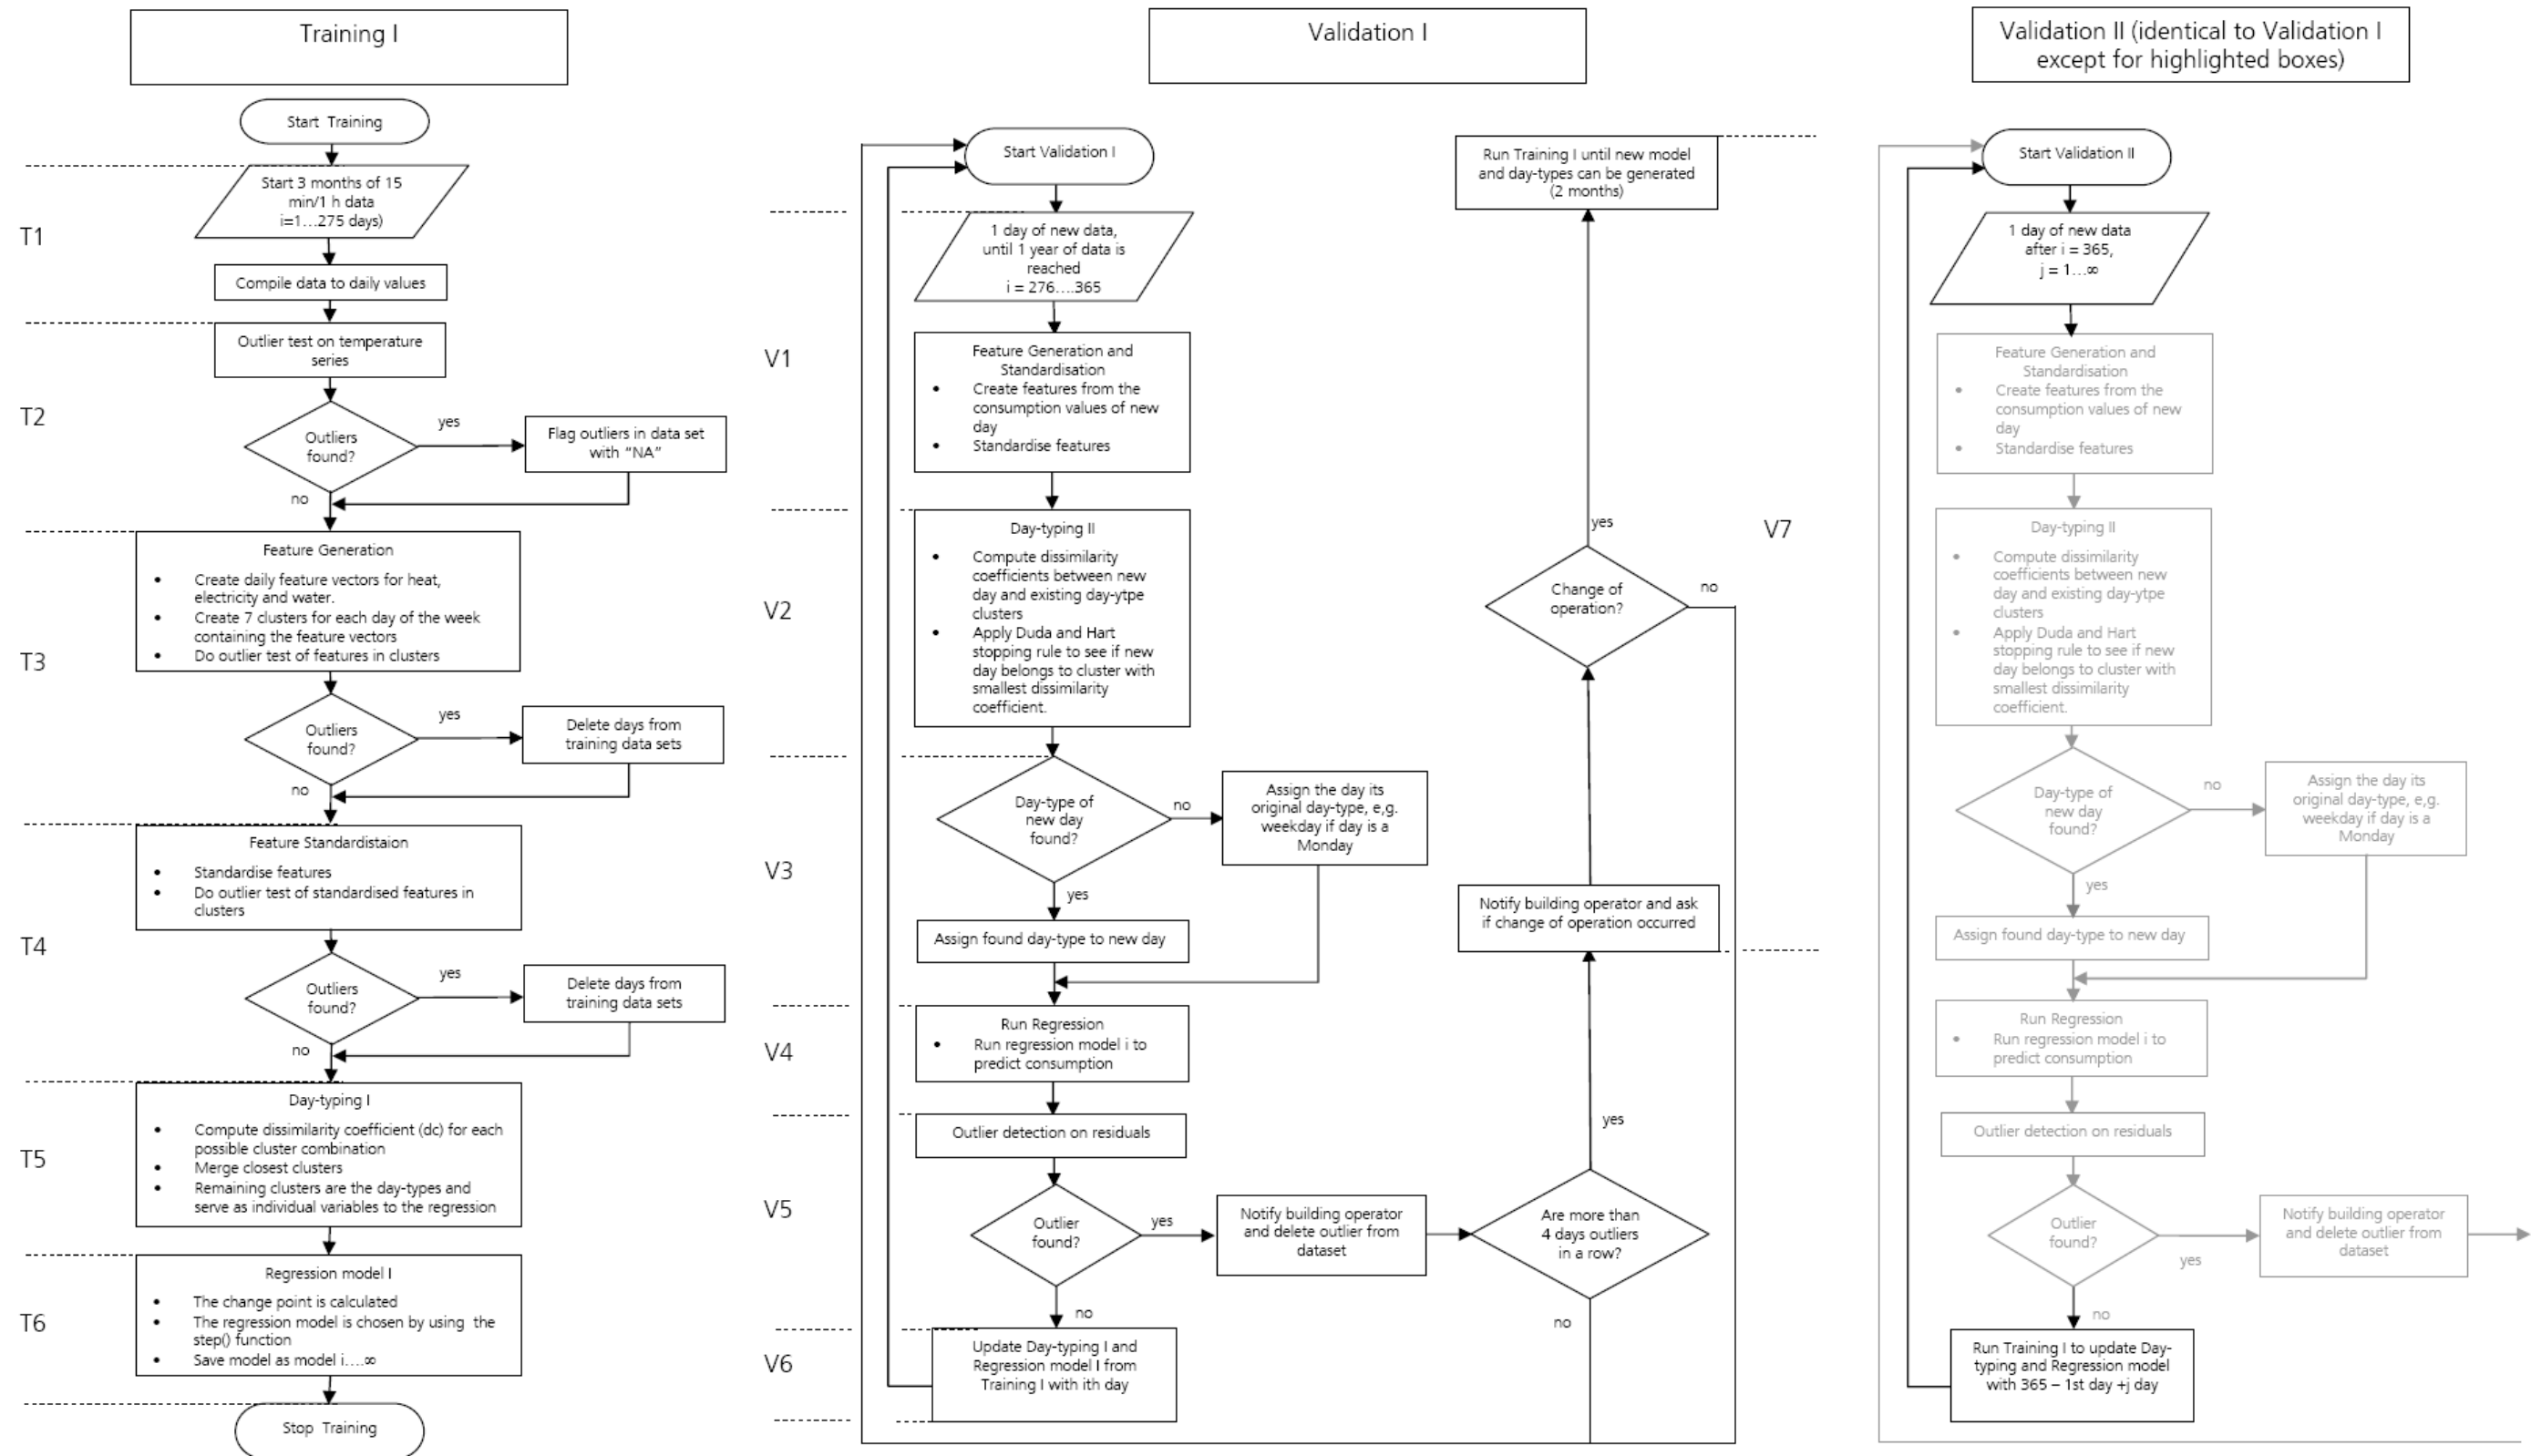 Training I
Start Training
T1
Start 3 months of 15
min/1 h data
i=1...275 days)
Compile data to daily values
T2
Outlier test on temperature
series
Outliers
found?
yes
Flag outliers in data set
with “NA”
no
T3
Feature Generation
• Create daily feature vectors for heat,
electricity and water.
• Create 7 clusters for each day of the week
containing the feature vectors
• Do outlier test of features in clusters
Outliers
found?
yes
Delete days from
training data sets
no
T4
Feature Standardistaion
• Standardise features
• Do outlier test of standardised features in
clusters
Outliers
found?
yes
Delete days from
training data sets
no
T5
Day-typing I
• Compute dissimilarity coefficient (dc) for each
possible cluster combination
• Merge closest clusters
• Remaining clusters are the day-types and
serve as individual variables to the regression
T6
Regression model I
• The change point is calculated
• The regression model is chosen by using the
step() function
• Save model as model i....∞
Stop Training
Validation I
Start Validation I
V1
1 day of new data,
until 1 year of data is
reached
i = 276....365
Feature Generation and
Standardisation
• Create features from the
consumption values of new
day
• Standardise features
V2
Day-typing II
• Compute dissimilarity
coefficients between new
day and existing day-ytpe
clusters
• Apply Duda and Hart
stopping rule to see if new
day belongs to cluster with
smallest dissimilarity
coefficient.
V3
Day-type of
new day
found?
no
Assign the day its
original day-type, e,g.
weekday if day is a
Monday
yes
Assign found day-type to new day
V4
Run Regression
• Run regression model i to
predict consumption
V5
Outlier detection on residuals
Outlier
found?
yes
Notify building operator
and delete outlier from
dataset
no
V6
Update Day-typing I and
Regression model I from
Training I with ith day
Are more than
4 days outliers
in a row?
no
yes
V7
Notify building operator and ask
if change of operation occurred
Change of
operation?
no
yes
Run Training I until new model
and day-types can be generated
(2 months)
Validation II (identical to Validation I
except for highlighted boxes)
Start Validation II
1 day of new data
after i = 365,
j = 1...∞
Feature Generation and
Standardisation
• Create features from the
consumption values of new
day
• Standardise features
Day-typing II
• Compute dissimilarity
coefficients between new
day and existing day-ytpe
clusters
• Apply Duda and Hart
stopping rule to see if new
day belongs to cluster with
smallest dissimilarity
coefficient.
Day-type of
new day
found?
no
Assign the day its
original day-type, e,g.
weekday if day is a
Monday
yes
Assign found day-type to new day
Run Regression
• Run regression model i to
predict consumption
Outlier detection on residuals
Outlier
found?
yes
Notify building operator
and delete outlier from
dataset
no
Run Training I to update Day-
typing and Regression model
with 365 – 1st day +j day